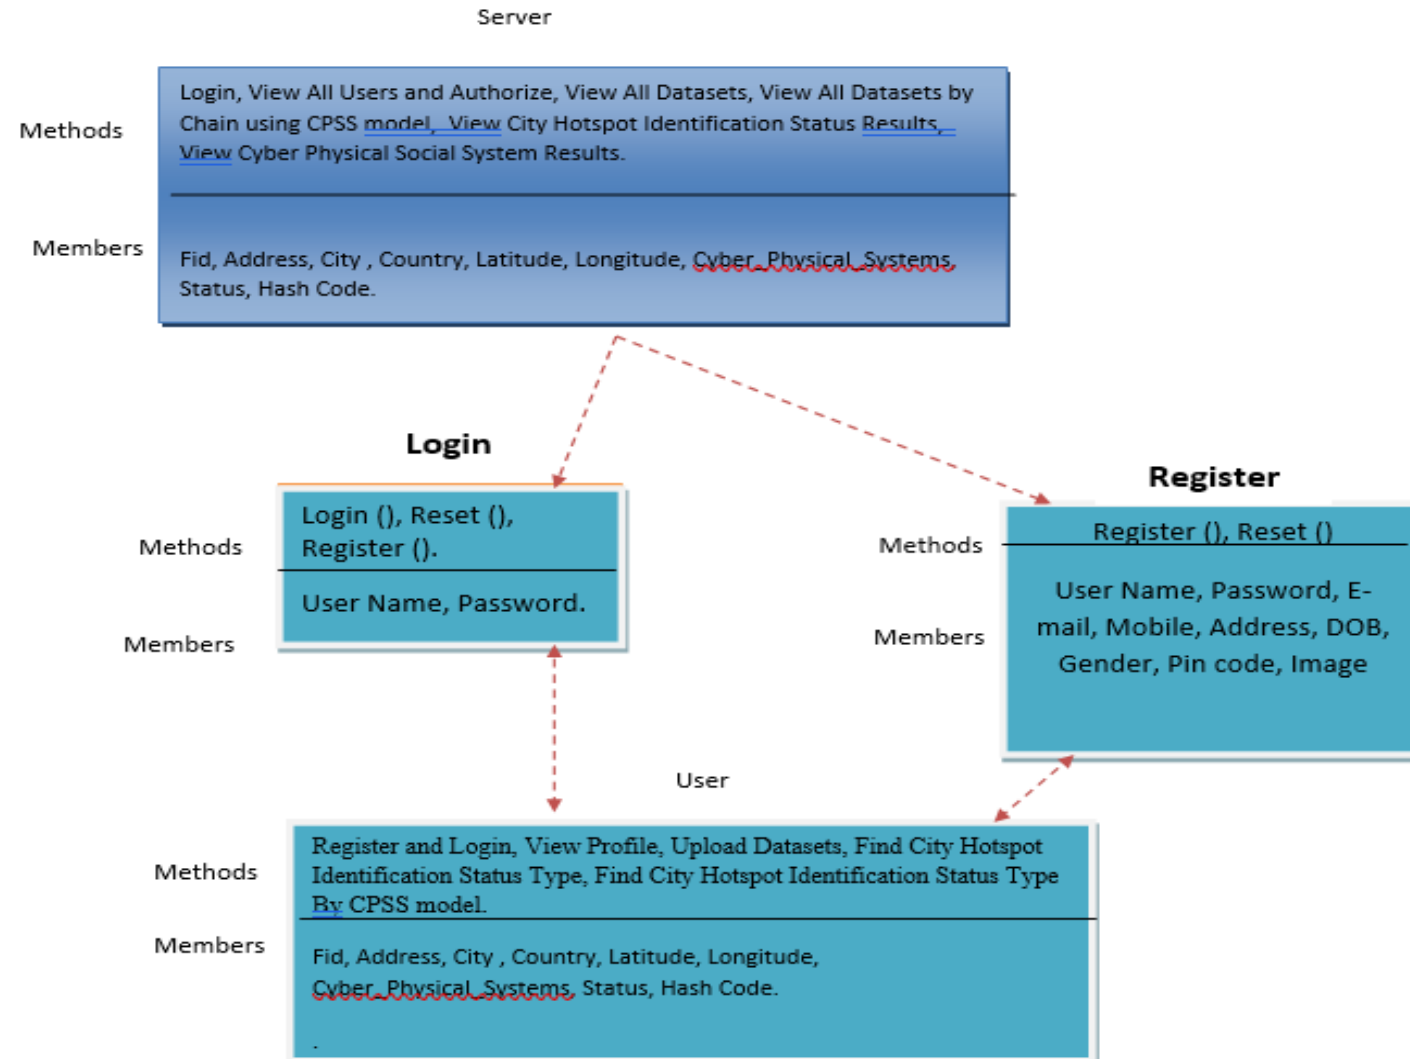 Server
Methods
Login, View All Users and Authorize, View All Datasets, View All Datasets by
Chain using CPSS model,  View City Hotspot Identification Status Results,
View Cyber Physical Social System Results.
Members
Fid, Address, City , Country, Latitude, Longitude, Cyber_Physical_Systems,
Status, Hash Code.
Login
Methods
Login (), Reset (),
Register ().
Members
User Name, Password.
Register
Methods
Register (), Reset ()
Members
User Name, Password, E-
mail, Mobile, Address, DOB,
Gender, Pin code, Image
User
Methods
Register and Login, View Profile, Upload Datasets, Find City Hotspot
Identification Status Type, Find City Hotspot Identification Status Type
By CPSS model.
Members
Fid, Address, City , Country, Latitude, Longitude,
Cyber_Physical_Systems, Status, Hash Code.
.